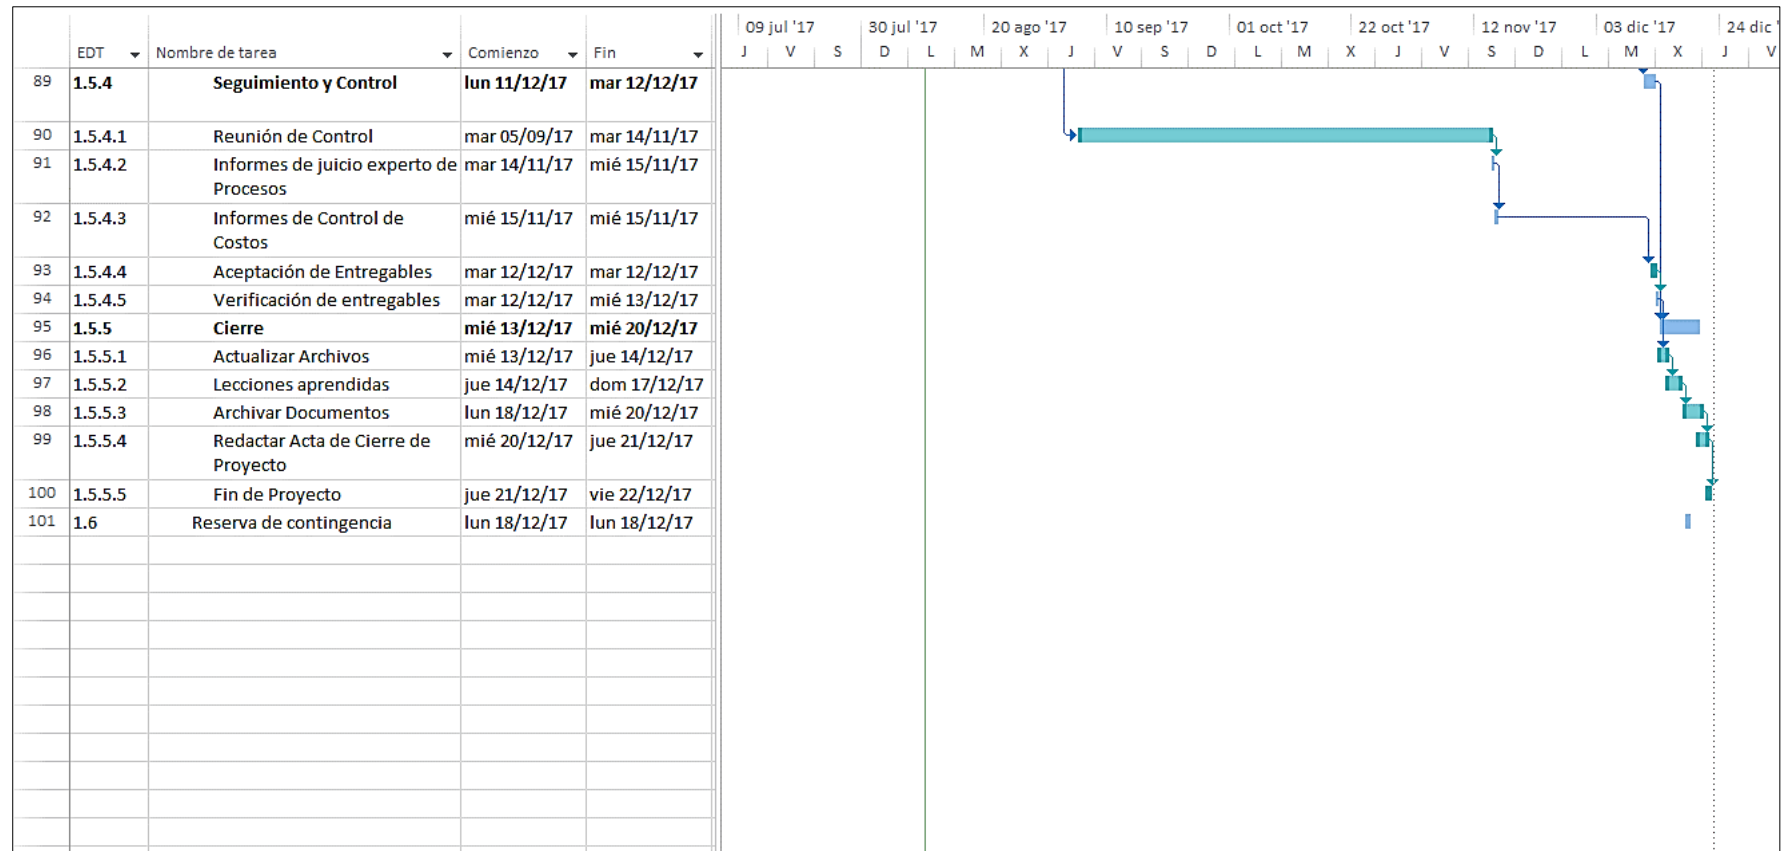 09 jul '17 30 jul '17 20 ago '17 10 sep '17 01 oct '17 22 oct '17 12 nov '17 03 dic '17 24 dic '
EDT Nombre de tarea Comienzo Fin J V S D L M X J V S D L M X J V S D L M X J V
89 1.5.4 Seguimiento y Control lun 11/12/17 mar 12/12/17
90 1.5.4.1 Reunión de Control mar 05/09/17 mar 14/11/17
91 1.5.4.2 Informes de juicio experto de mar 14/11/17 mié 15/11/17
Procesos
92 1.5.4.3 Informes de Control de mié 15/11/17 mié 15/11/17
Costos
93 1.5.4.4 Aceptación de Entregables mar 12/12/17 mar 12/12/17
94 1.5.4.5 Verificación de entregables mar 12/12/17 mié 13/12/17
95 1.5.5 Cierre mié 13/12/17 mié 20/12/17
96 1.5.5.1 Actualizar Archivos mié 13/12/17 jue 14/12/17
97 1.5.5.2 Lecciones aprendidas jue 14/12/17 dom 17/12/17
98 1.5.5.3 Archivar Documentos lun 18/12/17 mié 20/12/17
99 1.5.5.4 Redactar Acta de Cierre de mié 20/12/17 jue 21/12/17
Proyecto
100 1.5.5.5 Fin de Proyecto jue 21/12/17 vie 22/12/17
101 1.6 Reserva de contingencia lun 18/12/17 lun 18/12/17